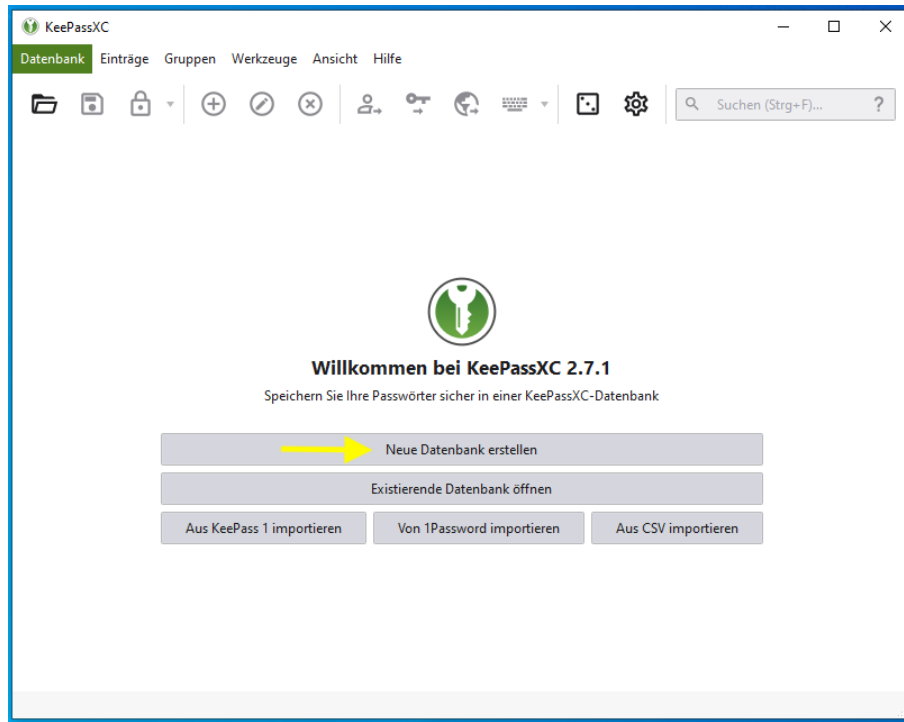 KeePassXC
Datenbank Einträge Gruppen Werkzeuge Ansicht Hilfe
Suchen (Strg+F)... ?
Willkommen bei KeePassXC 2.7.1
Speichern Sie Ihre Passwörter sicher in einer KeePassXC-Datenbank
Neue Datenbank erstellen
Existierende Datenbank öffnen
Aus KeePass 1 importieren Von 1Password importieren Aus CSV importieren